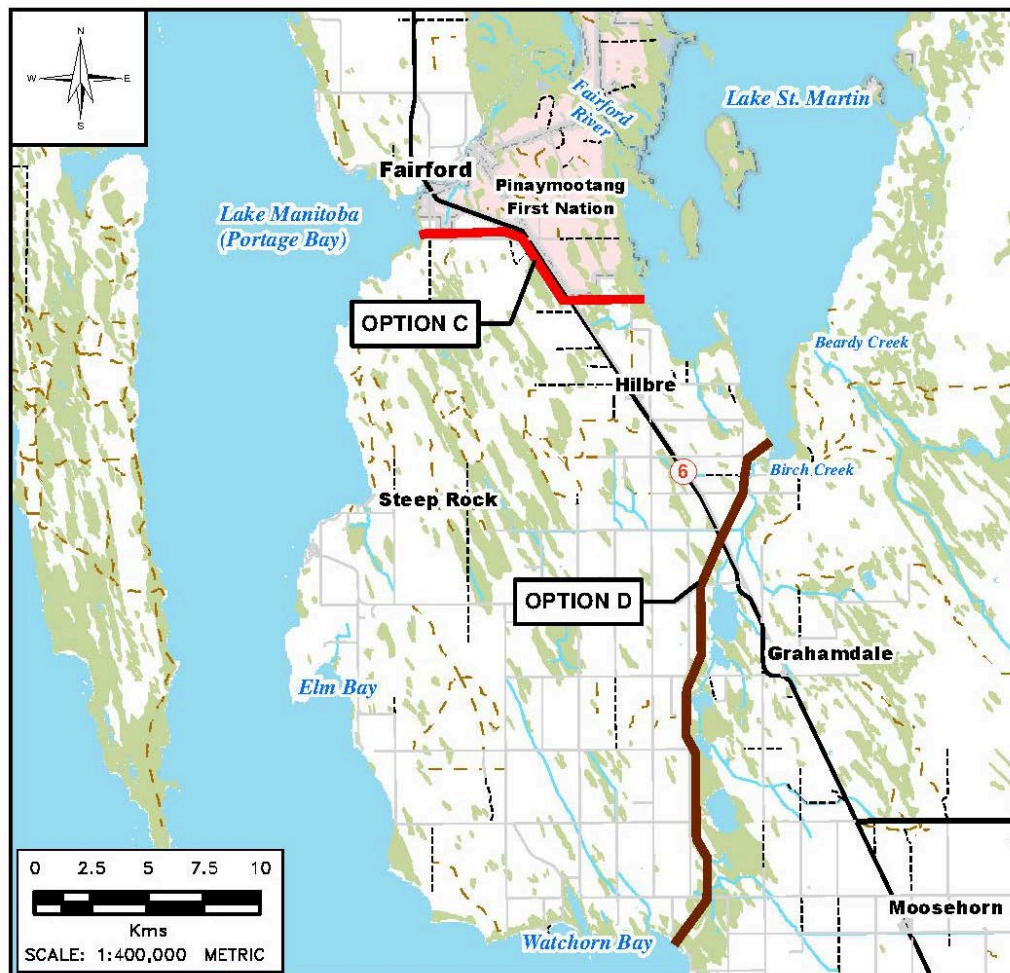 N
W
E
S
Lake St. Martin
Fairford
River
Fairford
Pinaymootang
First Nation
Lake Manitoba
(Portage Bay)
OPTION C
Beardy Creek
Hilbre
6
Birch Creek
Steep Rock
OPTION D
Grahamdale
Elm Bay
0 2.5 5 7.5 10
Kms
SCALE: 1:400,000 METRIC
Moosehorn
Watchorn Bay